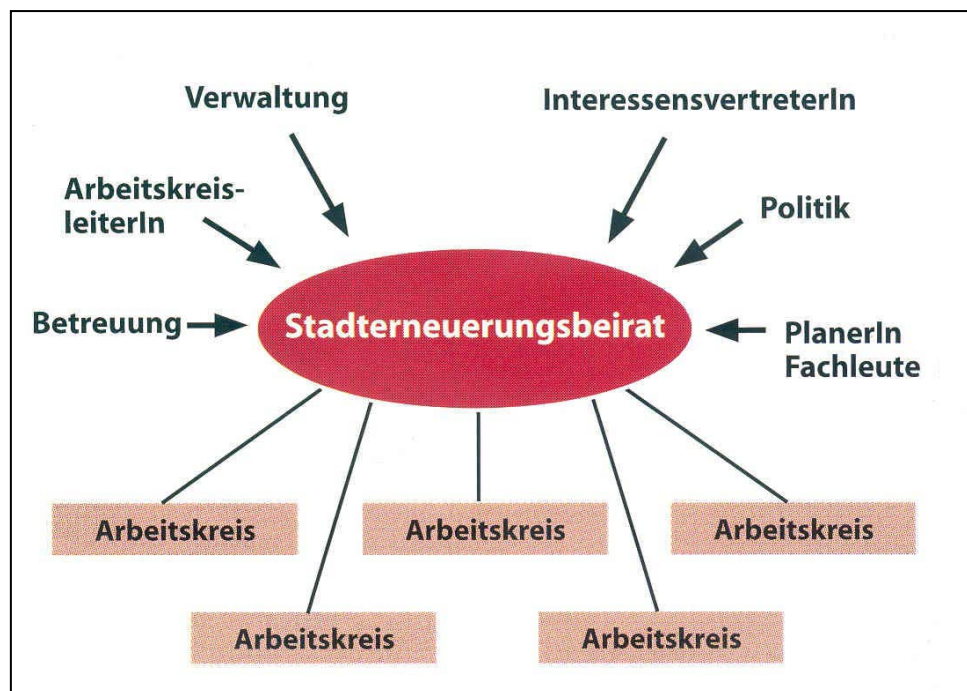 Verwaltung
InteressensvertreterIn
Arbeitskreis-
leiterIn
Politik
Betreuung
Stadterneuerungsbeirat
PlanerIn
Fachleute
Arbeitskreis
Arbeitskreis
Arbeitskreis
Arbeitskreis
Arbeitskreis